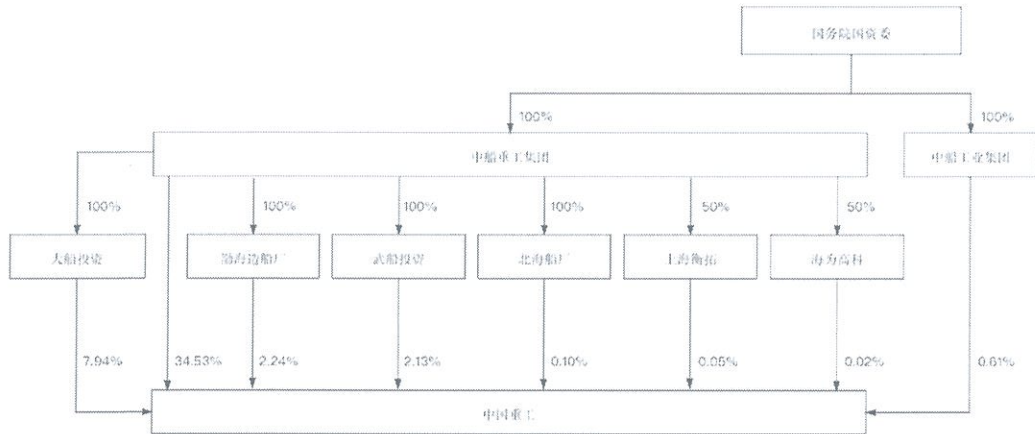 国务院国资委
100%
100%
中船重工集团
中船工业集团
100%
100%
100%
100%
50%
50%
大船投资
渤海造船厂
武船投资
北海船厂
上海衡拓
海为高科
7.94%
34.53%
2.24%
2.13%
0.10%
0.05%
0.02%
0.61%
中国重工